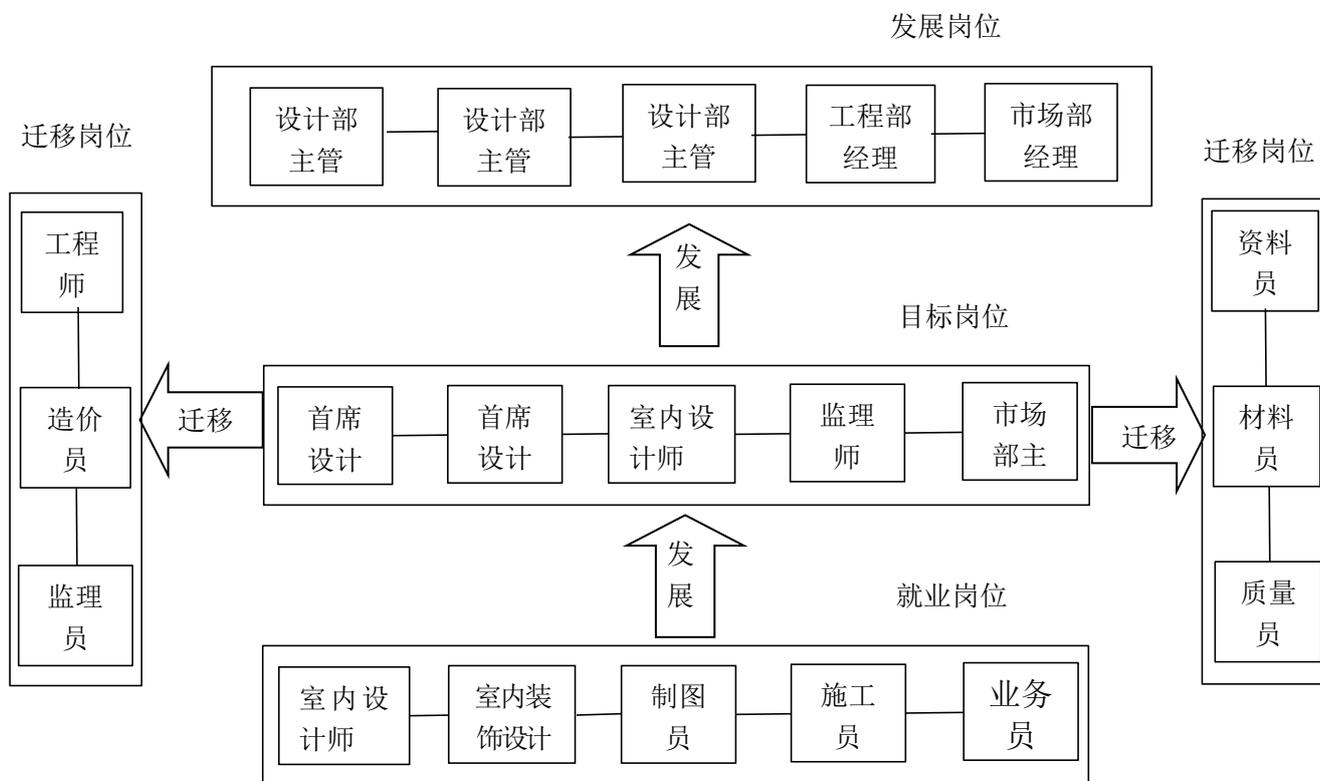 发展岗位
设计部
主管
设计部
主管
设计部
主管
工程部
经理
市场部
经理
迁移岗位
工程
师
造价
员
监理
员
迁移岗位
资料
员
材料
员
质量
员
发
展
目标岗位
迁移
首席
设计
首席
设计
室内设
计师
监理
师
市场
部主
迁移
发
展
就业岗位
室内设
计师
室内装
饰设计
制图
员
施工
员
业务
员